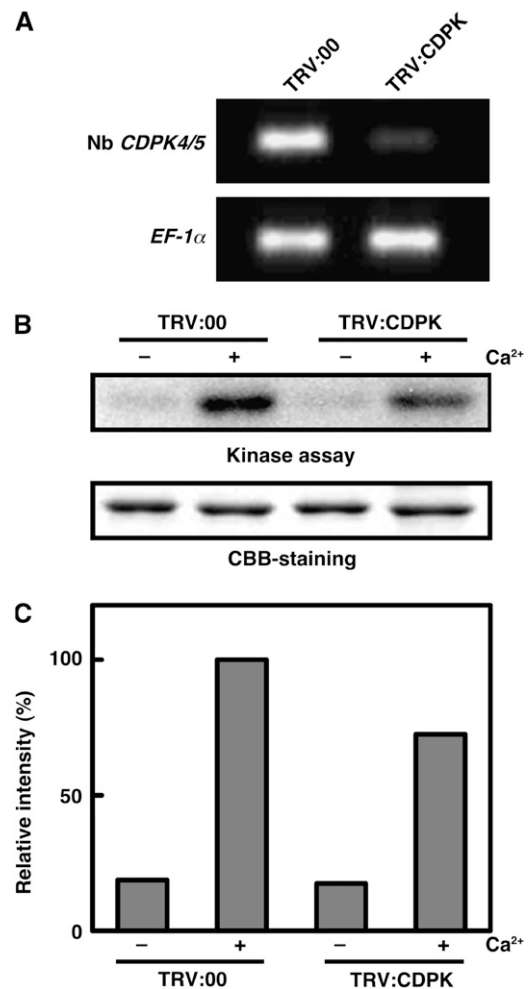 A
TRV:00
TRV:CDPK
Nb CDPK4/5
EF-1α
B
TRV:00 TRV:CDPK
– + – + Ca²⁺
Kinase assay
CBB-staining
C
Relative intensity (%)
100
50
0
– + – + Ca²⁺
TRV:00 TRV:CDPK